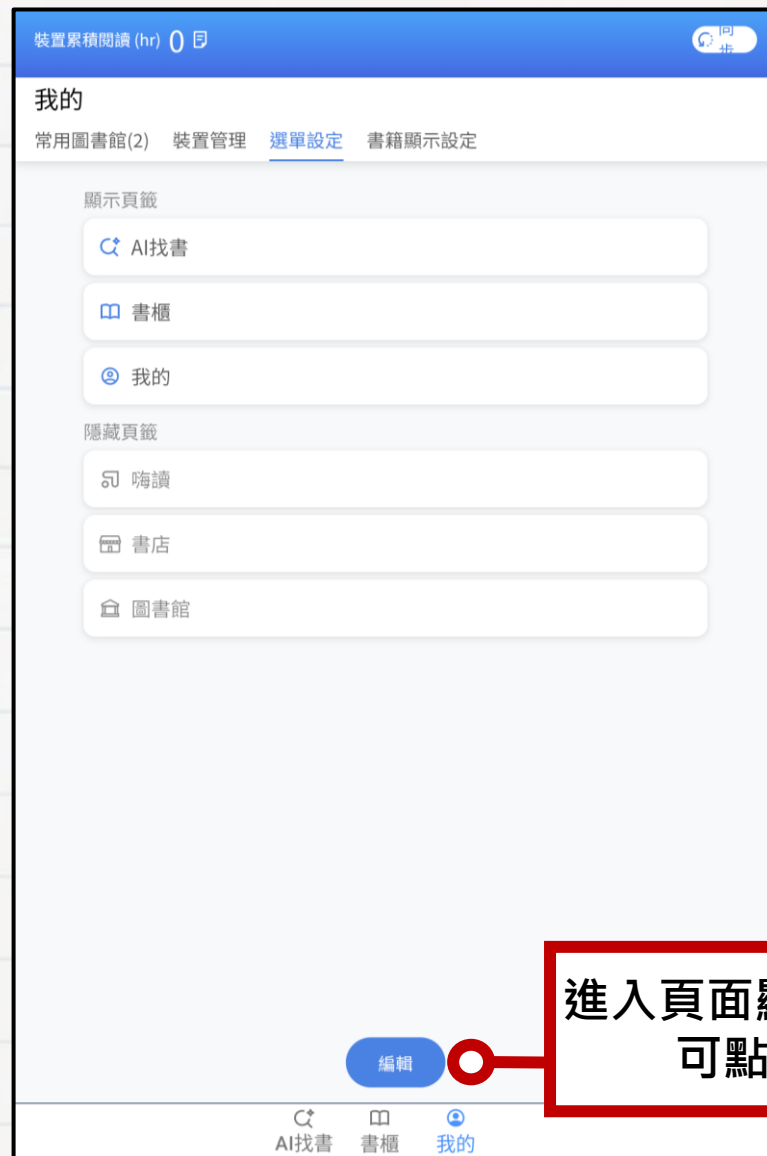 裝置累積閱讀 (hr) 0
同步
我的
常用圖書館(2) 裝置管理 選單設定 書籍顯示設定
顯示頁籤
AI找書
書櫃
我的
隱藏頁籤
嗨讀
書店
圖書館
進入頁面
可點
編輯
AI找書 書櫃 我的